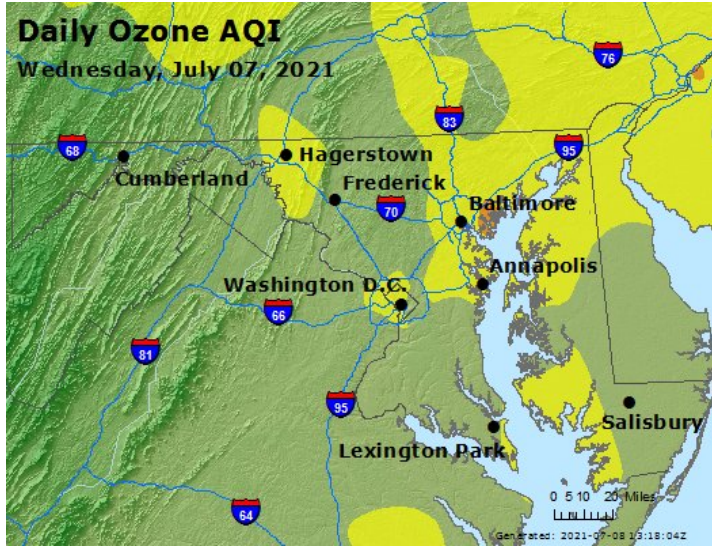 Daily Ozone AQI
Wednesday, July 07, 2021
76
83
68
95
Hagerstown
Cumberland
Frederick
70
Baltimore
Annapolis
Washington D.C.
66
81
95
Salisbury
Lexington Park
0 5 10 20 Miles
64
Generated: 2021-07-08 13:18:04Z